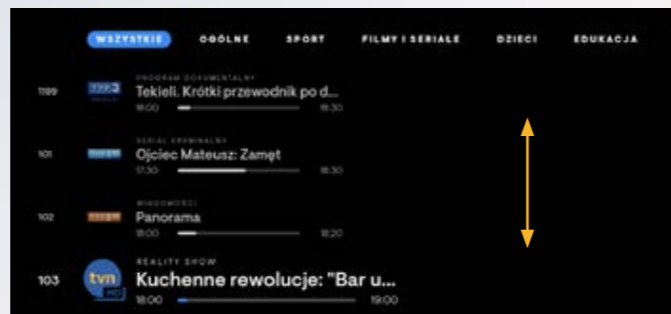 WSZYSTKIE OGÓLNE SPORT FILMY I SERIALE DZIECI EDUKACJA
PROGRAM DOKUMENTALNY
1199 Tekieli. Krótki przewodnik po d...
18:00 18:30
SERIAL KRYMINALNY
101 Ojciec Mateusz: Zamęt
17:30 18:30
WIADOMOŚCI
102 Panorama
18:00 18:20
REALITY SHOW
103 tvn HD Kuchenne rewolucje: "Bar u...
18:00 19:00